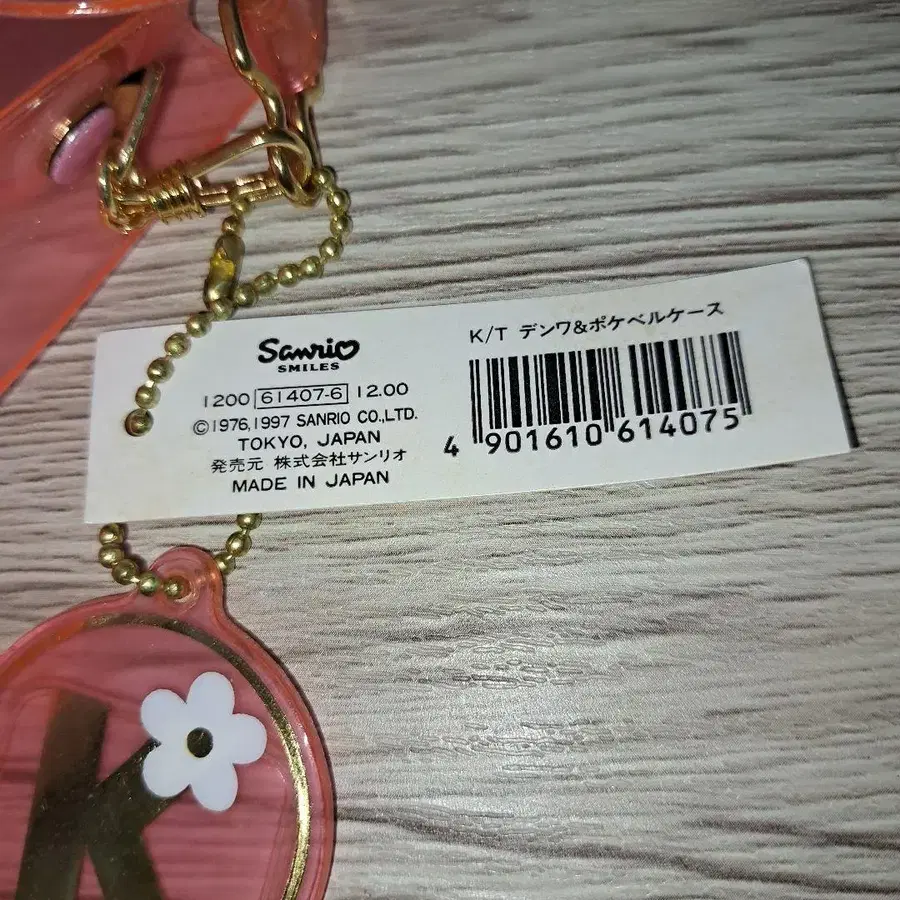 Sanrio
SMILES
1200 61407-6 12.00
©1976,1997 SANRIO CO.,LTD.
TOKYO, JAPAN
発売元 株式会社サンリオ
MADE IN JAPAN
K/T デンワ&ポケベルケース
4 901610 614075
K